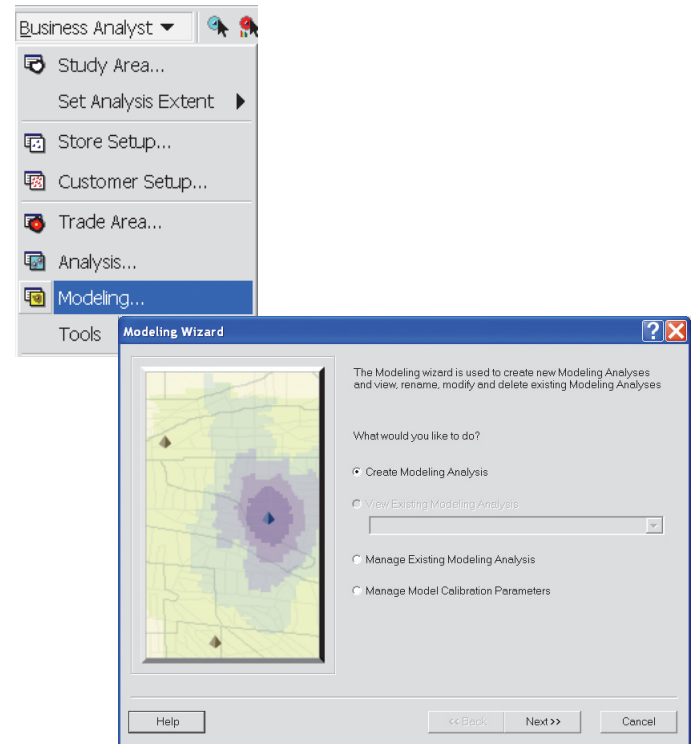 Business Analyst
Study Area...
Set Analysis Extent
Store Setup...
Customer Setup...
Trade Area...
Analysis...
Modeling...
Tools
Modeling Wizard
The Modeling wizard is used to create new Modeling Analyses
and view, rename, modify and delete existing Modeling Analyses
What would you like to do?
Create Modeling Analysis
View Existing Modeling Analysis
Manage Existing Modeling Analysis
Manage Model Calibration Parameters
Help
<< Back
Next >>
Cancel